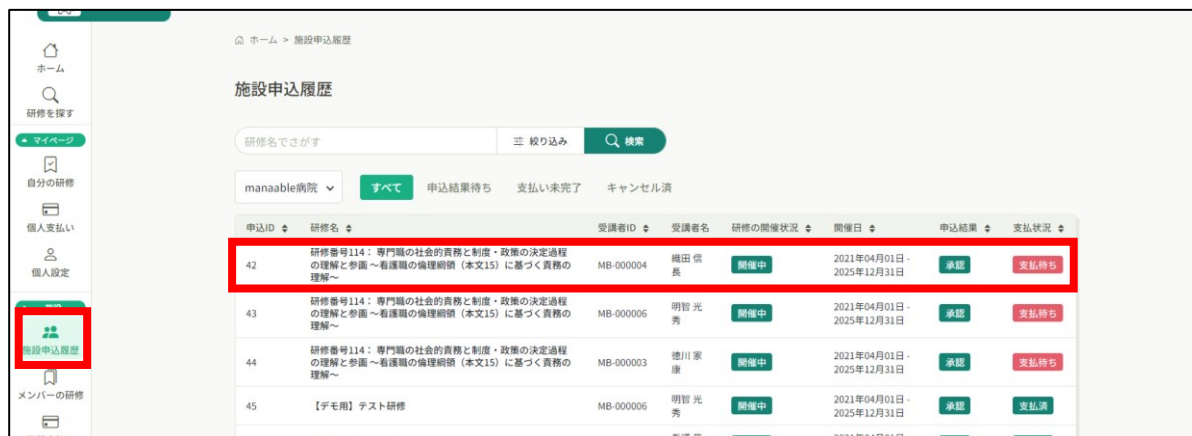 ホーム > 施設申込履歴
ホーム
研修を探す
マイページ
自分の研修
個人支払い
個人設定
施設申込履歴
メンバーの研修
施設申込履歴
研修名でさがす
絞り込み
検索
manaable病院
すべて
申込結果待ち
支払い未完了
キャンセル済
申込ID 研修名 受講者ID 受講者名 研修の開催状況 開催日 申込結果 支払状況
研修番号114： 専門職の社会的責務と制度・政策の決定過程
の理解と参画 ～看護職の倫理綱領（本文15）に基づく責務の
理解～
42 MB-000004 織田 信
長
開催中 2021年04月01日 -
2025年12月31日
承認 支払待ち
研修番号114： 専門職の社会的責務と制度・政策の決定過程
の理解と参画 ～看護職の倫理綱領（本文15）に基づく責務の
理解～
43 MB-000006 明智 光
秀
開催中 2021年04月01日 -
2025年12月31日
承認 支払待ち
研修番号114： 専門職の社会的責務と制度・政策の決定過程
の理解と参画 ～看護職の倫理綱領（本文15）に基づく責務の
理解～
44 MB-000003 徳川 家
康
開催中 2021年04月01日 -
2025年12月31日
承認 支払待ち
45 【デモ用】テスト研修 MB-000006 明智 光
秀
開催中 2021年04月01日 -
2025年12月31日
承認 支払済